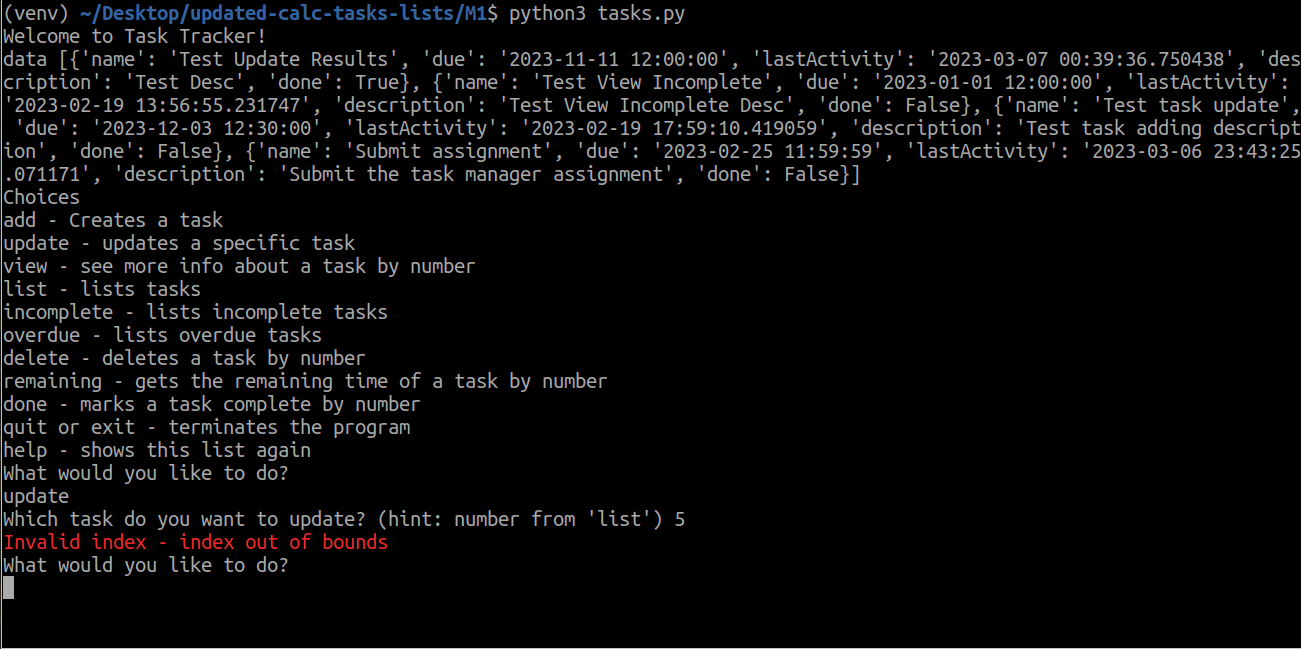 (venv) ~/Desktop/updated-calc-tasks-lists/M1$ python3 tasks.py
Welcome to Task Tracker!
data [{'name': 'Test Update Results', 'due': '2023-11-11 12:00:00', 'lastActivity': '2023-03-07 00:39:36.750438', 'des
cription': 'Test Desc', 'done': True}, {'name': 'Test View Incomplete', 'due': '2023-01-01 12:00:00', 'lastActivity':
'2023-02-19 13:56:55.231747', 'description': 'Test View Incomplete Desc', 'done': False}, {'name': 'Test task update',
 'due': '2023-12-03 12:30:00', 'lastActivity': '2023-02-19 17:59:10.419059', 'description': 'Test task adding descript
ion', 'done': False}, {'name': 'Submit assignment', 'due': '2023-02-25 11:59:59', 'lastActivity': '2023-03-06 23:43:25
.071171', 'description': 'Submit the task manager assignment', 'done': False}]
Choices
add - Creates a task
update - updates a specific task
view - see more info about a task by number
list - lists tasks
incomplete - lists incomplete tasks
overdue - lists overdue tasks
delete - deletes a task by number
remaining - gets the remaining time of a task by number
done - marks a task complete by number
quit or exit - terminates the program
help - shows this list again
What would you like to do?
update
Which task do you want to update? (hint: number from 'list') 5
Invalid index - index out of bounds
What would you like to do?